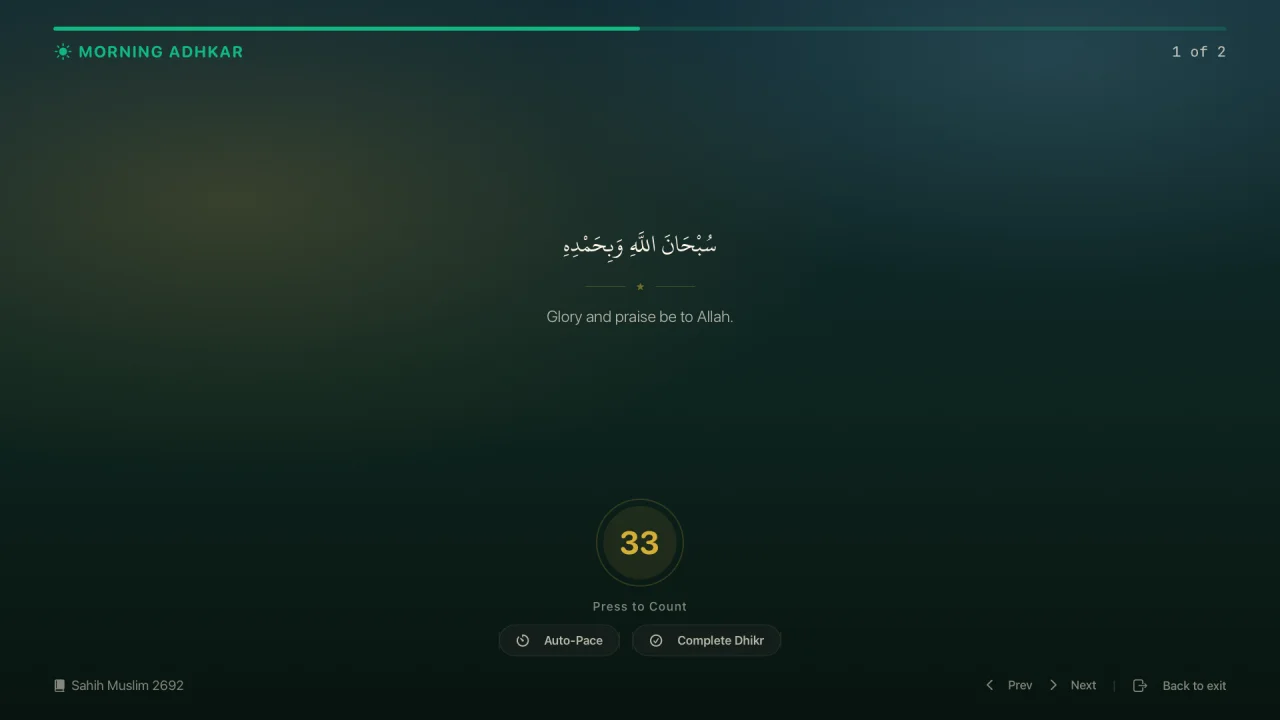 MORNING ADHKAR
1 of 2
سُبْحَانَ اللَّهِ وَبِحَمْدِهِ
Glory and praise be to Allah.
33
Press to Count
Auto-Pace
Complete Dhikr
Sahih Muslim 2692
Prev
Next
Back to exit